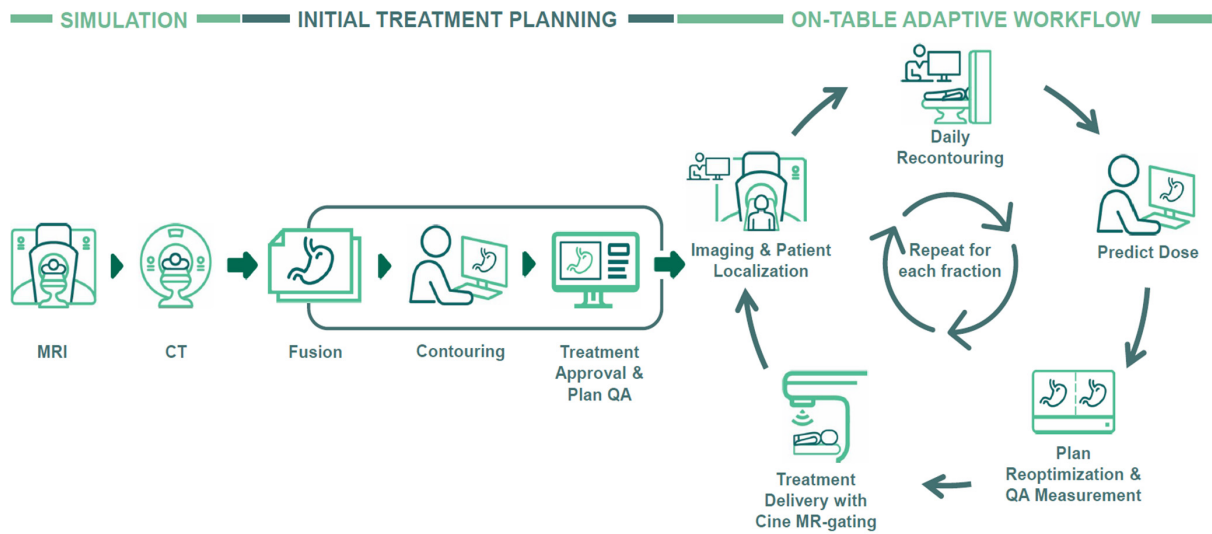 SIMULATION
INITIAL TREATMENT PLANNING
ON-TABLE ADAPTIVE WORKFLOW
MRI
CT
Fusion
Contouring
Treatment
Approval &
Plan QA
Imaging & Patient
Localization
Daily
Recontouring
Predict Dose
Plan
Reoptimization &
QA Measurement
Treatment
Delivery with
Cine MR-gating
Repeat for
each fraction